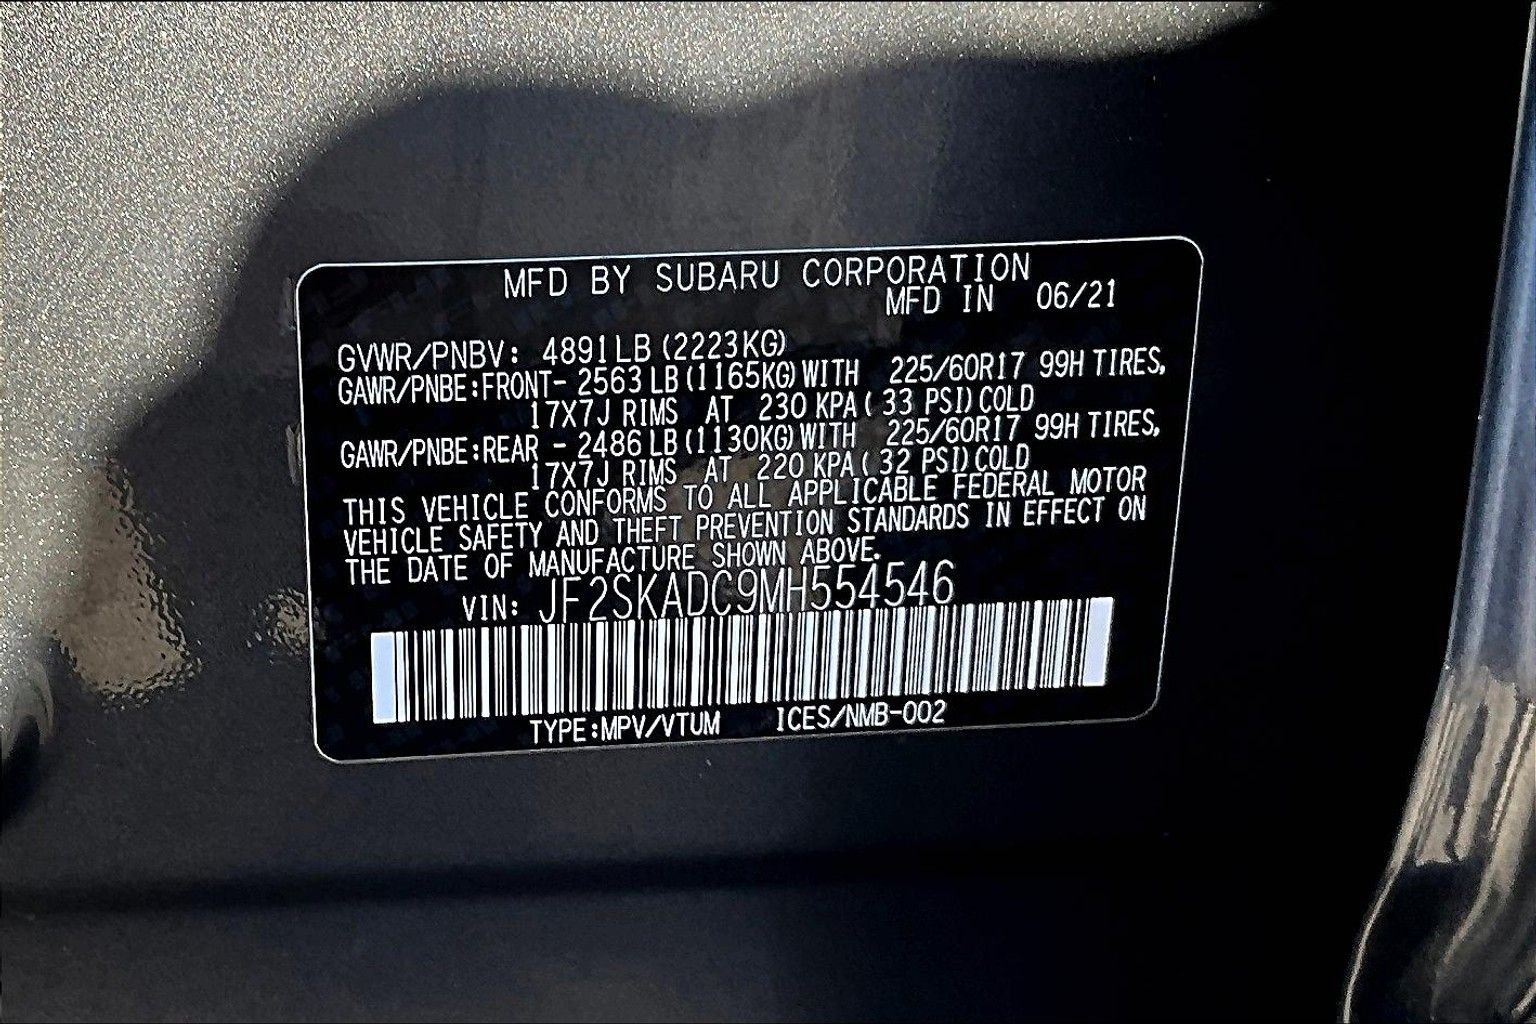 MFD BY SUBARU CORPORATION
MFD IN 06/21
GVWR/PNBV: 4891LB (2223KG)
GAWR/PNBE:FRONT- 2563 LB (1165KG) WITH 225/60R17 99H TIRES,
17X7J RIMS AT 230 KPA ( 33 PSI) COLD
GAWR/PNBE:REAR - 2486 LB (1130KG) WITH 225/60R17 99H TIRES,
17X7J RIMS AT 220 KPA ( 32 PSI) COLD
THIS VEHICLE CONFORMS TO ALL APPLICABLE FEDERAL MOTOR
VEHICLE SAFETY AND THEFT PREVENTION STANDARDS IN EFFECT ON
THE DATE OF MANUFACTURE SHOWN ABOVE.
VIN: JF2SKADC9MH554546
TYPE:MPV/VTUM ICES/NMB-002